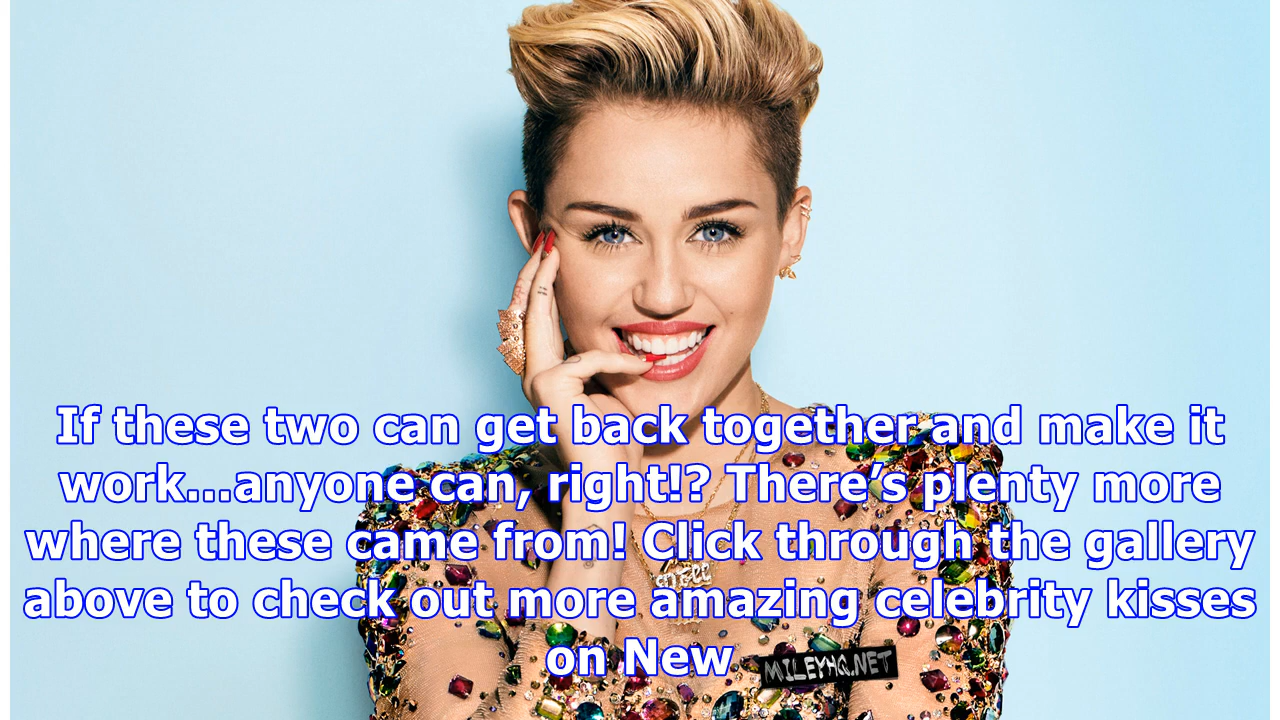 If these two can get back together and make it
work...anyone can, right!? There’s plenty more
where these came from! Click through the gallery
above to check out more amazing celebrity kisses
on New
MILEYHQ.NET